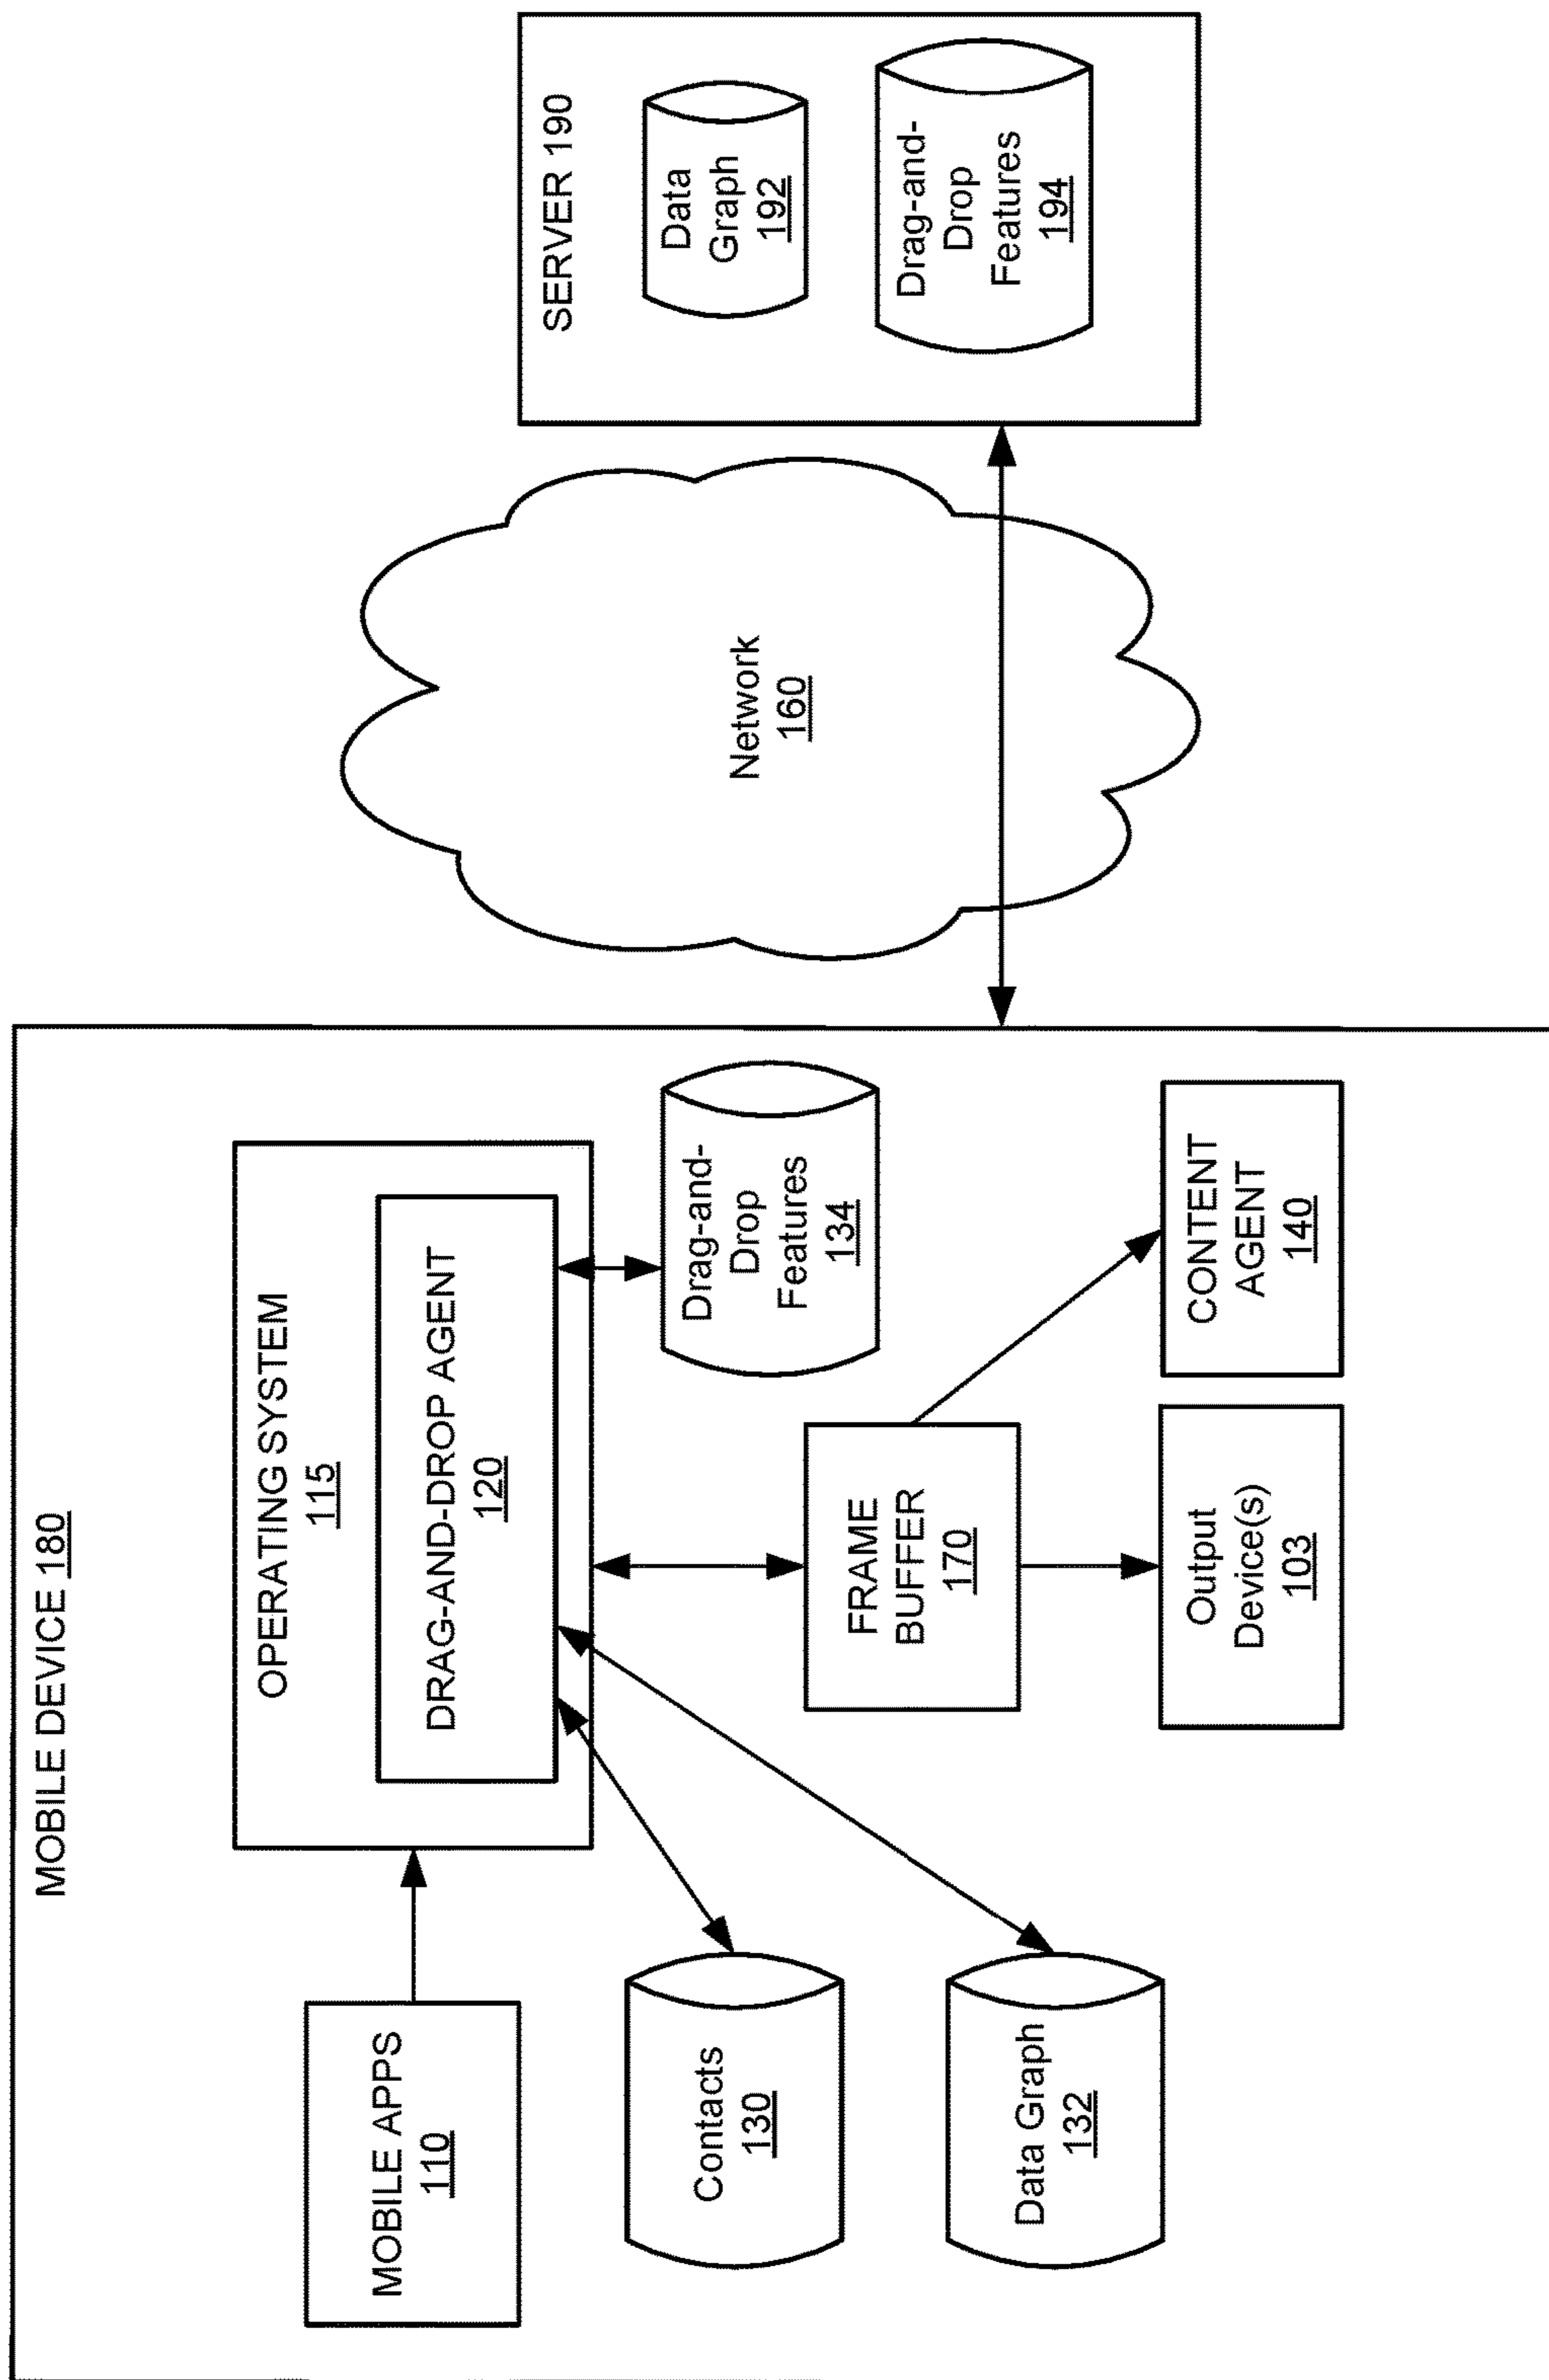 MOBILE DEVICE 180
MOBILE APPS
110
OPERATING SYSTEM
115
DRAG-AND-DROP AGENT
120
Contacts
130
Data Graph
132
Drag-and-
Drop
Features
134
FRAME
BUFFER
170
Output
Device(s)
103
CONTENT
AGENT
140
Network
160
SERVER 190
Data
Graph
192
Drag-and-
Drop
Features
194